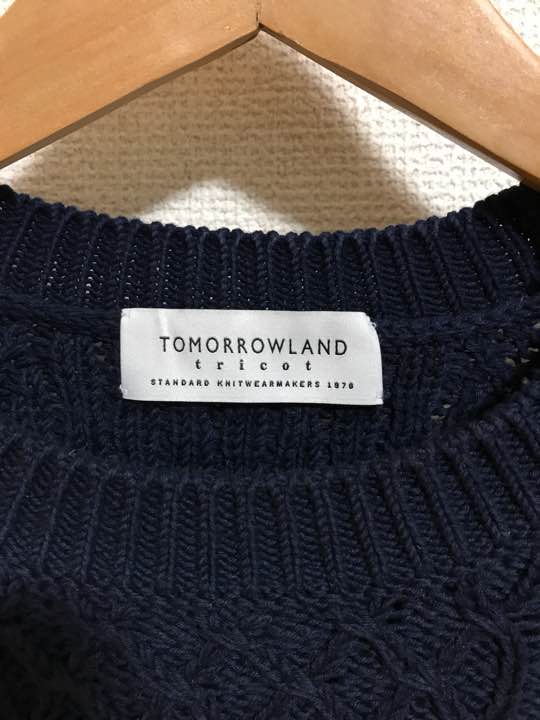 TOMORROWLAND
tricot
STANDARD KNITWEARMAKERS 1978